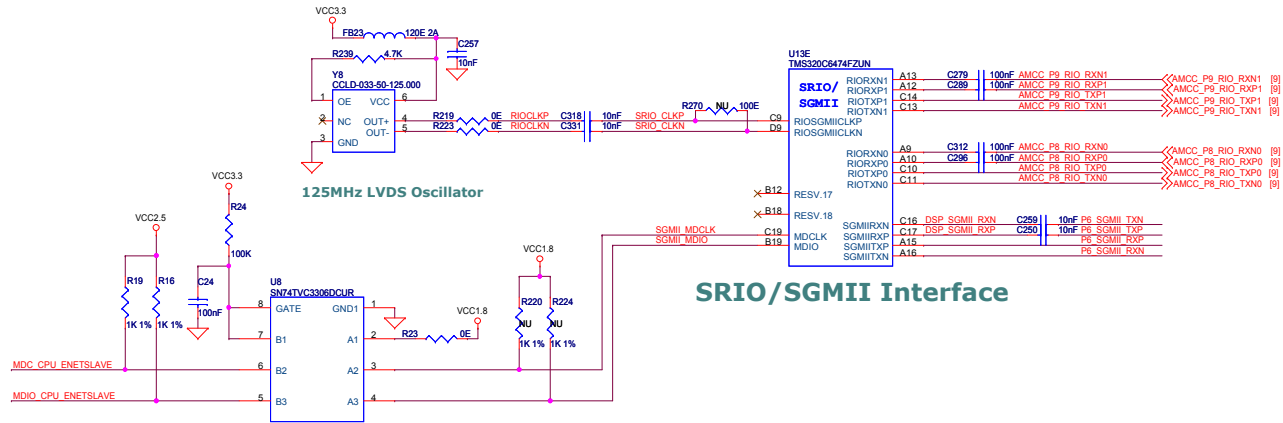 VCC3.3
FB23 120E 2A
C257
10nF
R239 4.7K
Y8
CCLD-033-50-125.000
1 OE VCC 6
2 NC OUT+ 4
OUT- 5
3 GND
125MHz LVDS Oscillator
R219 0E RIOCLKP C318 10nF SRIO_CLKP
R223 0E RIOCLKN C331 10nF SRIO_CLKN
R270 NU 100E
U13E
TMS320C6474FZUN
SRIO/
SGMII
C9 RIOSGMIICLKP
D9 RIOSGMIICLKN
B12 RESV.17
B18 RESV.18
C19 MDCLK
B19 MDIO
RIORXN1 A13 C279 100nF AMCC_P9_RIO_RXN1 AMCC_P9_RIO_RXN1 [9]
RIORXP1 A12 C289 100nF AMCC_P9_RIO_RXP1 AMCC_P9_RIO_RXP1 [9]
RIOTXP1 C14 AMCC_P9_RIO_TXP1 AMCC_P9_RIO_TXP1 [9]
RIOTXN1 C13 AMCC_P9_RIO_TXN1 AMCC_P9_RIO_TXN1 [9]
RIORXN0 A9 C312 100nF AMCC_P8_RIO_RXN0 AMCC_P8_RIO_RXN0 [9]
RIORXP0 A10 C296 100nF AMCC_P8_RIO_RXP0 AMCC_P8_RIO_RXP0 [9]
RIOTXP0 C10 AMCC_P8_RIO_TXP0 AMCC_P8_RIO_TXP0 [9]
RIOTXN0 C11 AMCC_P8_RIO_TXN0 AMCC_P8_RIO_TXN0 [9]
SGMIIRXN C16 DSP_SGMII_RXN C259 10nF P6_SGMII_TXN
SGMIIRXP C17 DSP_SGMII_RXP C250 10nF P6_SGMII_TXP
SGMIITXP A15 P6_SGMII_RXP
SGMIITXN A16 P6_SGMII_RXN
SRIO/SGMII Interface
VCC3.3
R24
100K
VCC2.5
R19 R16
1K 1% 1K 1%
C24
100nF
U8
SN74TVC3306DCUR
8 GATE GND1 1
7 B1 A1 2
6 B2 A2 3
5 B3 A3 4
R23 0E
VCC1.8
VCC1.8
R220 R224
NU NU
1K 1% 1K 1%
SGMII_MDCLK
SGMII_MDIO
MDC_CPU_ENETSLAVE
MDIO_CPU_ENETSLAVE